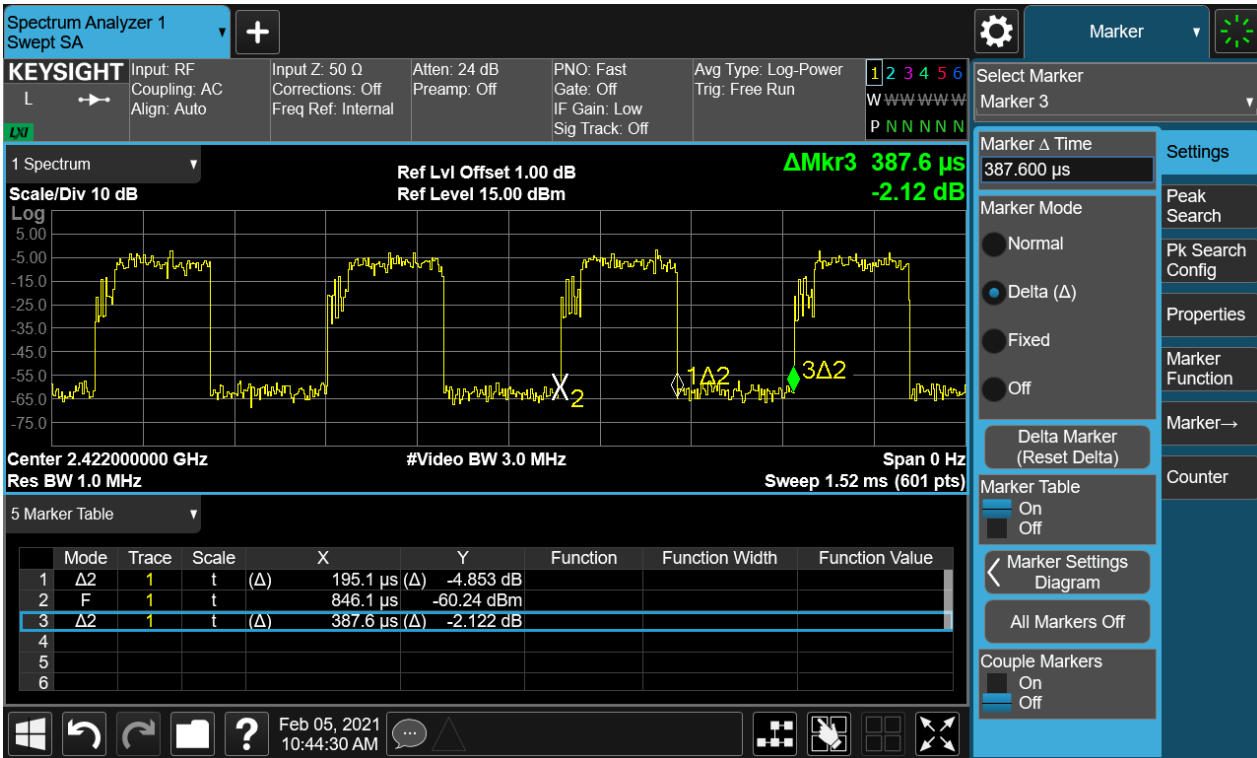 Spectrum Analyzer 1
Swept SA
+
Marker
KEYSIGHT
L
LXI
Input: RF
Coupling: AC
Align: Auto
Input Z: 50 Ω
Corrections: Off
Freq Ref: Internal
Atten: 24 dB
Preamp: Off
PNO: Fast
Gate: Off
IF Gain: Low
Sig Track: Off
Avg Type: Log-Power
Trig: Free Run
1 2 3 4 5 6
W W W W W W
P N N N N N
Select Marker
Marker 3
1 Spectrum
Scale/Div 10 dB
Ref Lvl Offset 1.00 dB
Ref Level 15.00 dBm
ΔMkr3 387.6 µs
-2.12 dB
Log
5.00
-5.00
-15.0
-25.0
-35.0
-45.0
-55.0
-65.0
-75.0
X2
1Δ2
3Δ2
Center 2.422000000 GHz
#Video BW 3.0 MHz
Span 0 Hz
Res BW 1.0 MHz
Sweep 1.52 ms (601 pts)
5 Marker Table
Mode Trace Scale X Y Function Function Width Function Value
1 Δ2 1 t (Δ) 195.1 µs (Δ) -4.853 dB
2 F 1 t 846.1 µs -60.24 dBm
3 Δ2 1 t (Δ) 387.6 µs (Δ) -2.122 dB
4
5
6
Marker Δ Time
387.600 µs
Marker Mode
Normal
Delta (Δ)
Fixed
Off
Delta Marker
(Reset Delta)
Marker Table
On
Off
Marker Settings
Diagram
All Markers Off
Couple Markers
On
Off
Settings
Peak
Search
Pk Search
Config
Properties
Marker
Function
Marker→
Counter
?
Feb 05, 2021
10:44:30 AM